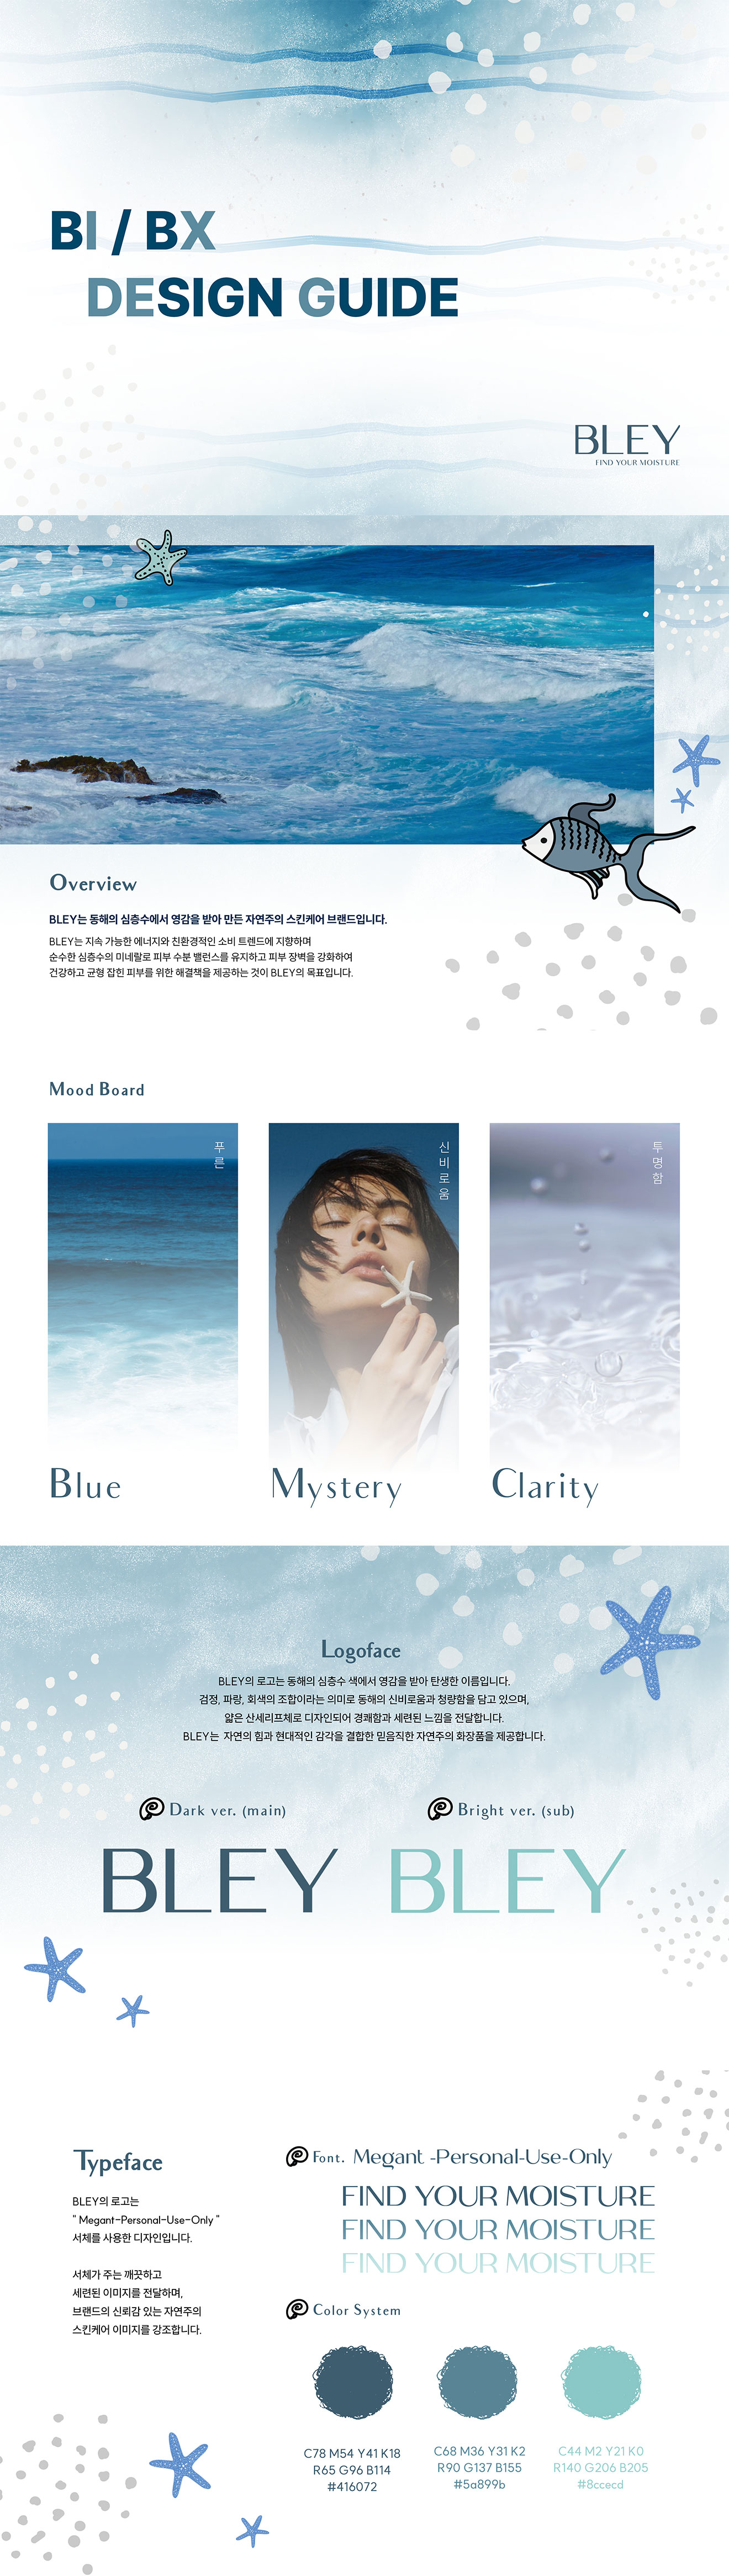 BI / BX
DESIGN GUIDE
BLEY
FIND YOUR MOISTURE
Overview
BLEY는 동해의 심층수에서 영감을 받아 만든 자연주의 스킨케어 브랜드입니다.
BLEY는 지속 가능한 에너지와 친환경적인 소비 트렌드에 지향하며
순수한 심층수의 미네랄로 피부 수분 밸런스를 유지하고 피부 장벽을 강화하여
건강하고 균형 잡힌 피부를 위한 해결책을 제공하는 것이 BLEY의 목표입니다.
Mood Board
푸른
신비로움
투명함
Blue
Mystery
Clarity
Logoface
BLEY의 로고는 동해의 심층수 색에서 영감을 받아 탄생한 이름입니다.
검정, 파랑, 회색의 조합이라는 의미로 동해의 신비로움과 청량함을 담고 있으며,
얇은 산세리프체로 디자인되어 경쾌함과 세련된 느낌을 전달합니다.
BLEY는 자연의 힘과 현대적인 감각을 결합한 믿음직한 자연주의 화장품을 제공합니다.
Dark ver. (main)
Bright ver. (sub)
BLEY
BLEY
Typeface
BLEY의 로고는
" Megant-Personal-Use-Only "
서체를 사용한 디자인입니다.
서체가 주는 깨끗하고
세련된 이미지를 전달하며,
브랜드의 신뢰감 있는 자연주의
스킨케어 이미지를 강조합니다.
Font. Megant -Personal-Use-Only
FIND YOUR MOISTURE
FIND YOUR MOISTURE
FIND YOUR MOISTURE
Color System
C78 M54 Y41 K18
R65 G96 B114
#416072
C68 M36 Y31 K2
R90 G137 B155
#5a899b
C44 M2 Y21 K0
R140 G206 B205
#8ccecd